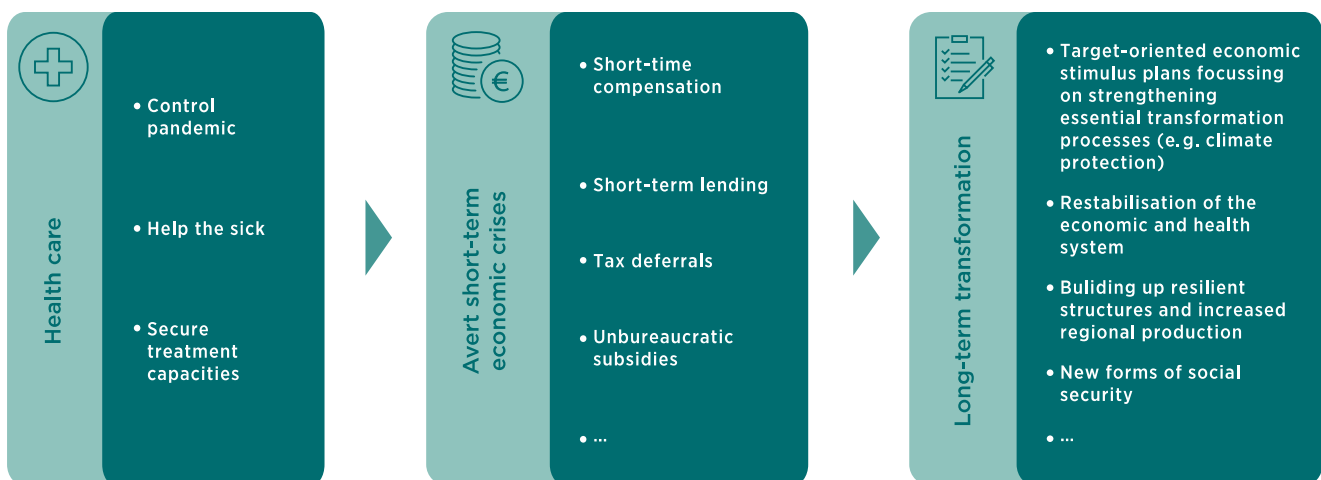 Health care
• Control
pandemic
• Help the sick
• Secure
treatment
capacities
Avert short-term
economic crises
€
• Short-time
compensation
• Short-term lending
• Tax deferrals
• Unbureaucratic
subsidies
• ...
Long-term transformation
• Target-oriented economic
stimulus plans focussing
on strengthening
essential transformation
processes (e.g. climate
protection)
• Restabilisation of the
economic and health
system
• Buliding up resilient
structures and increased
regional production
• New forms of social
security
• ...